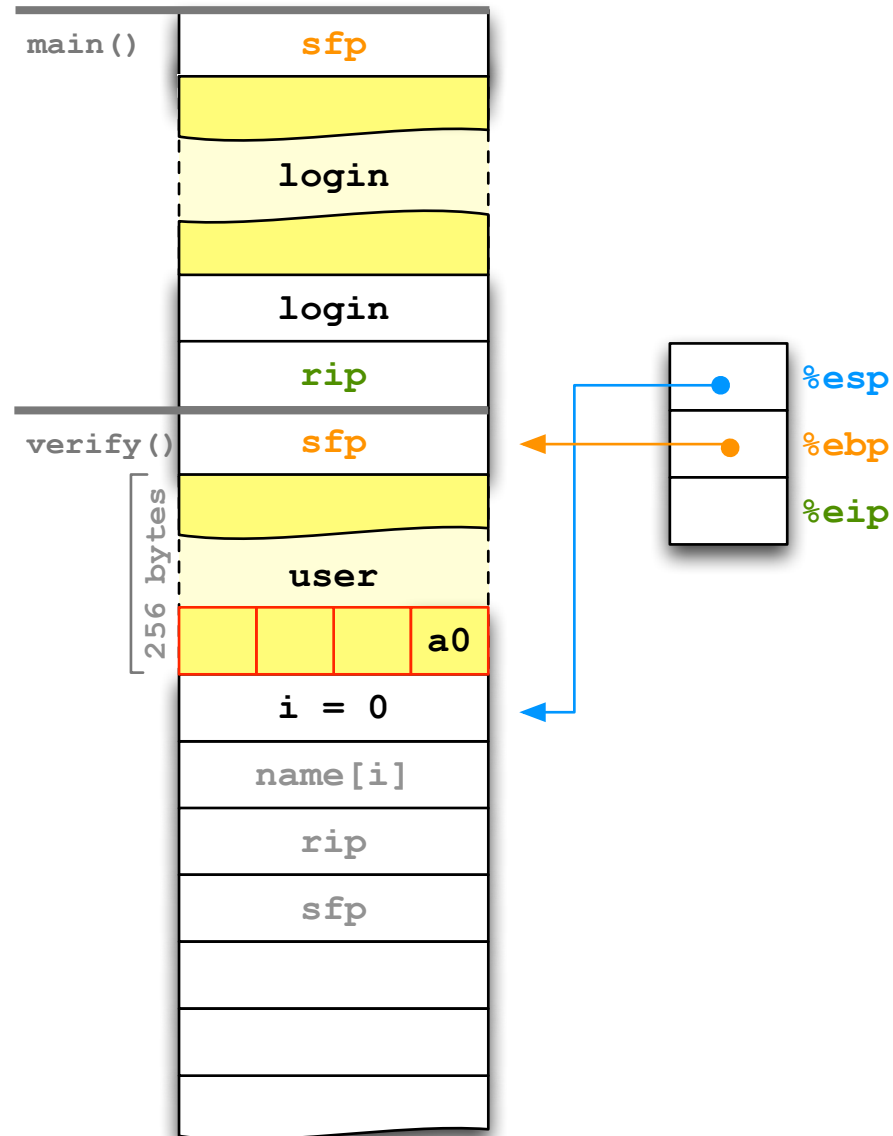 main()
sfp
login
login
rip
%esp
verify()
sfp
%ebp
%eip
256 bytes
user
a0
i = 0
name[i]
rip
sfp